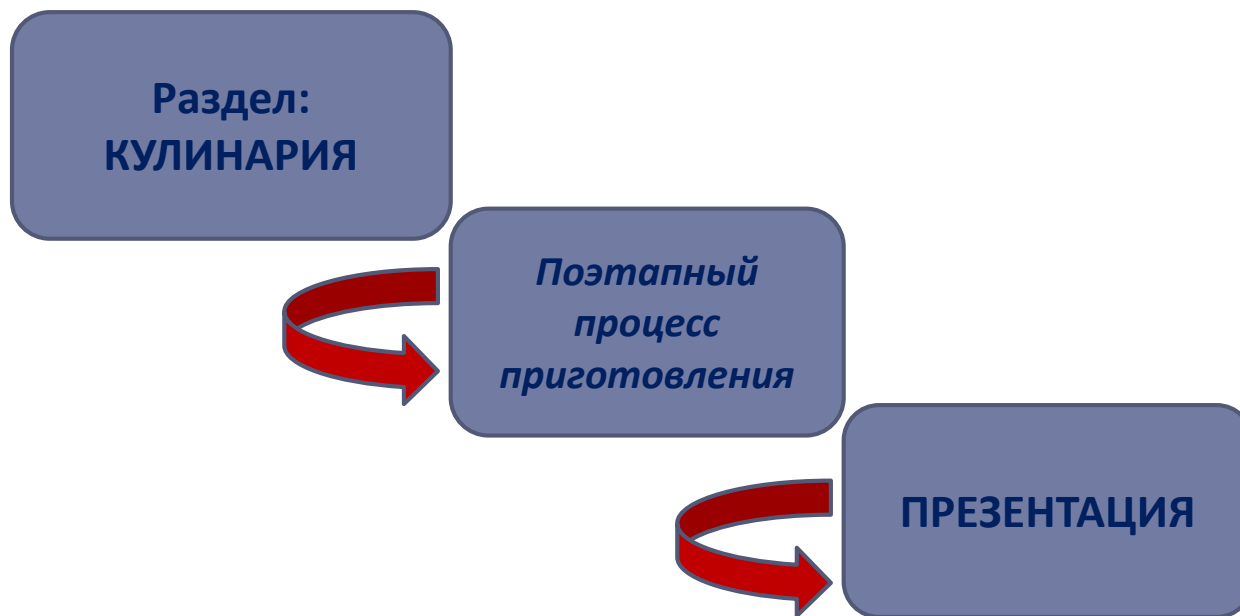 Раздел:
КУЛИНАРИЯ
Поэтапный
процесс
приготовления
ПРЕЗЕНТАЦИЯ